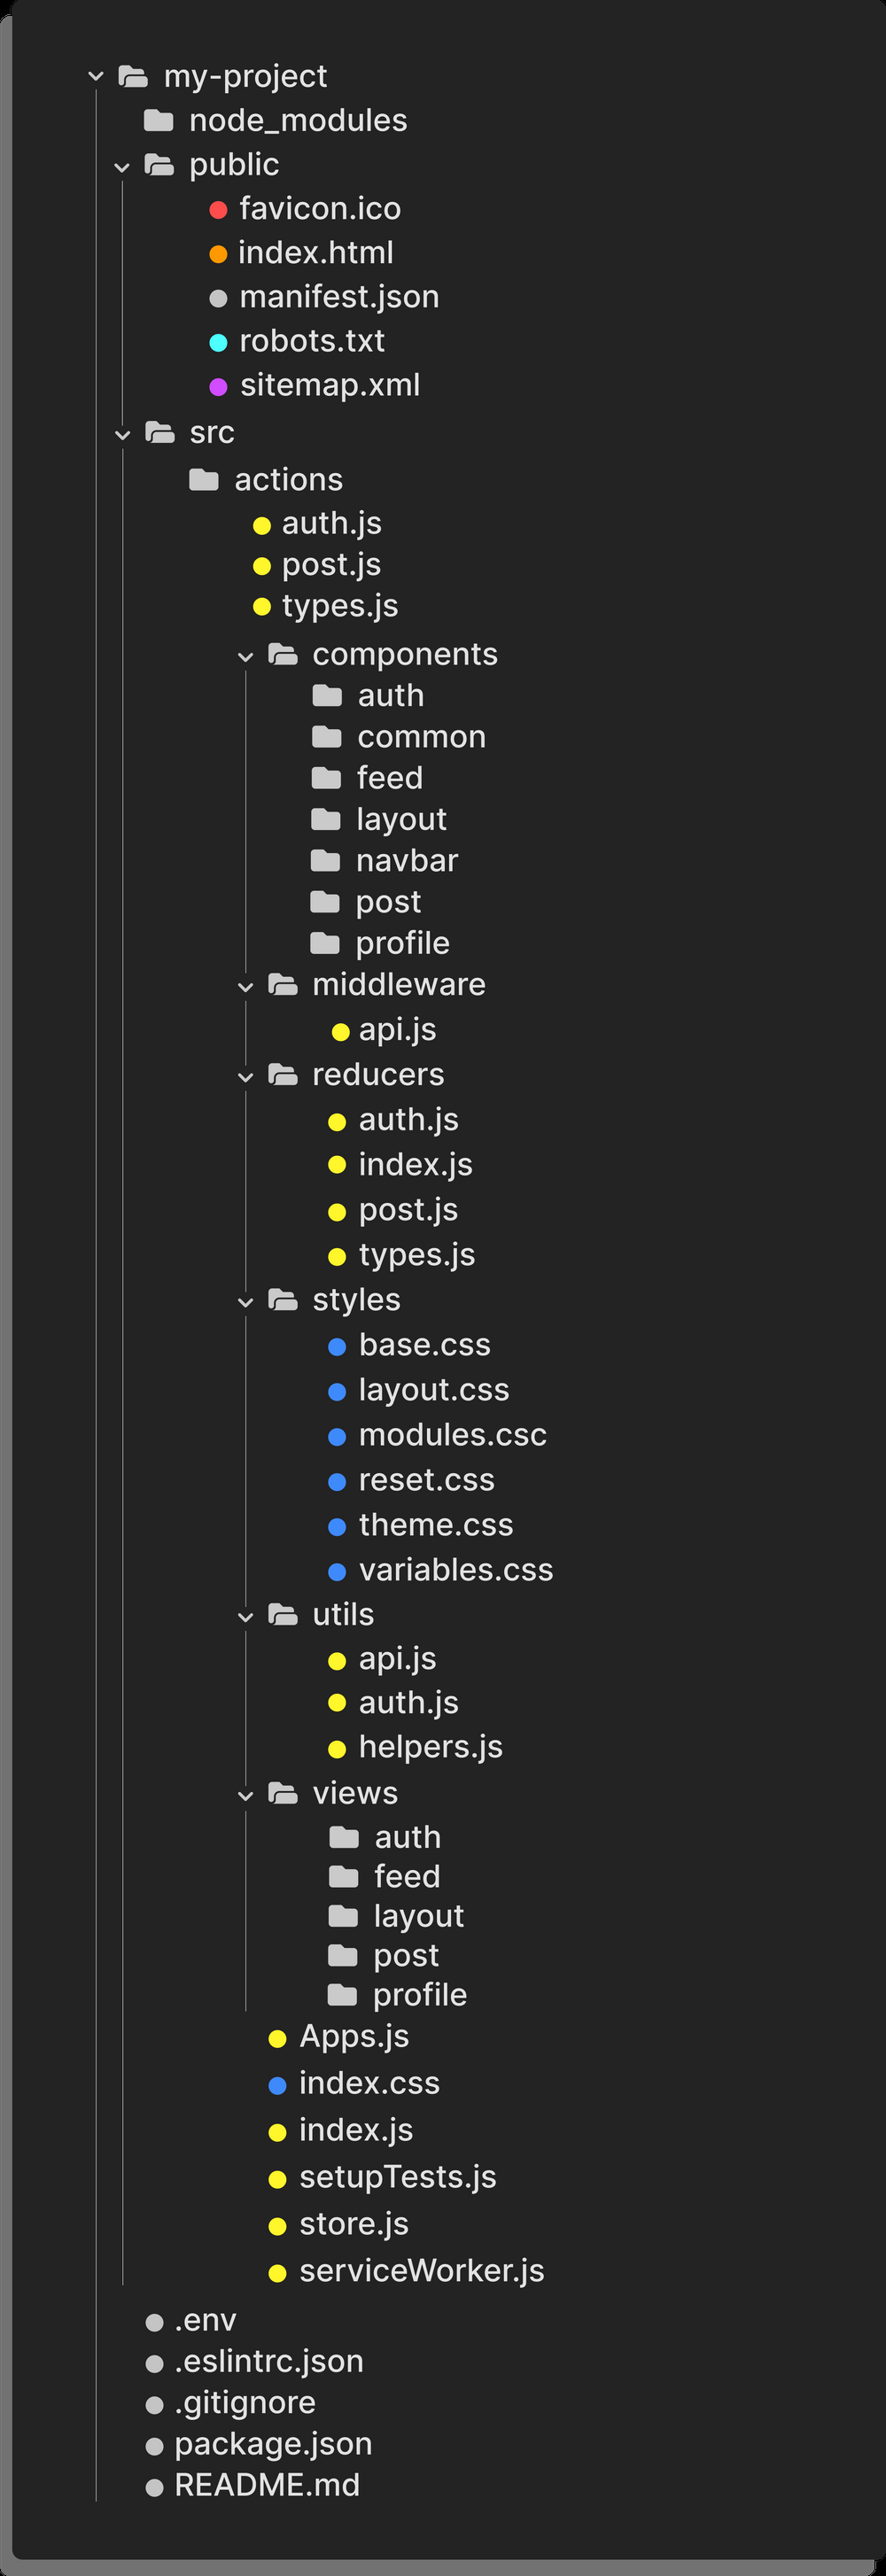 my-project
node_modules
public
favicon.ico
index.html
manifest.json
robots.txt
sitemap.xml
src
actions
auth.js
post.js
types.js
components
auth
common
feed
layout
navbar
post
profile
middleware
api.js
reducers
auth.js
index.js
post.js
types.js
styles
base.css
layout.css
modules.csc
reset.css
theme.css
variables.css
utils
api.js
auth.js
helpers.js
views
auth
feed
layout
post
profile
Apps.js
index.css
index.js
setupTests.js
store.js
serviceWorker.js
.env
.eslintrc.json
.gitignore
package.json
README.md